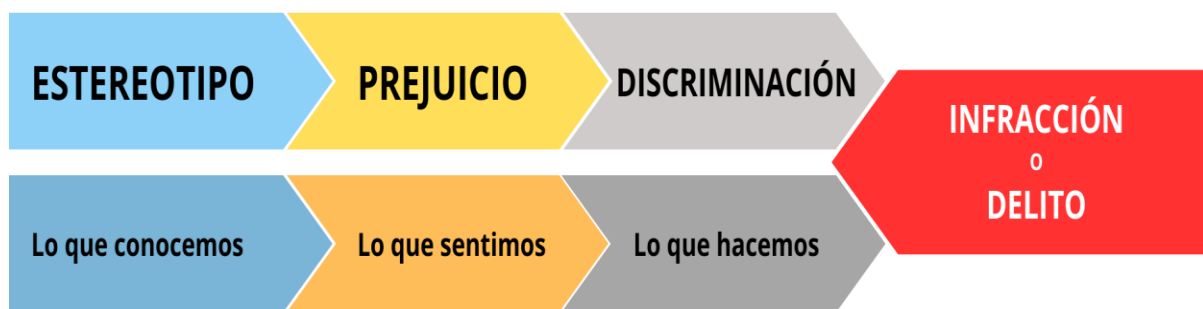 ESTEREOTIPO
PREJUICIO
DISCRIMINACIÓN
INFRACCIÓN
O
DELITO
Lo que conocemos
Lo que sentimos
Lo que hacemos